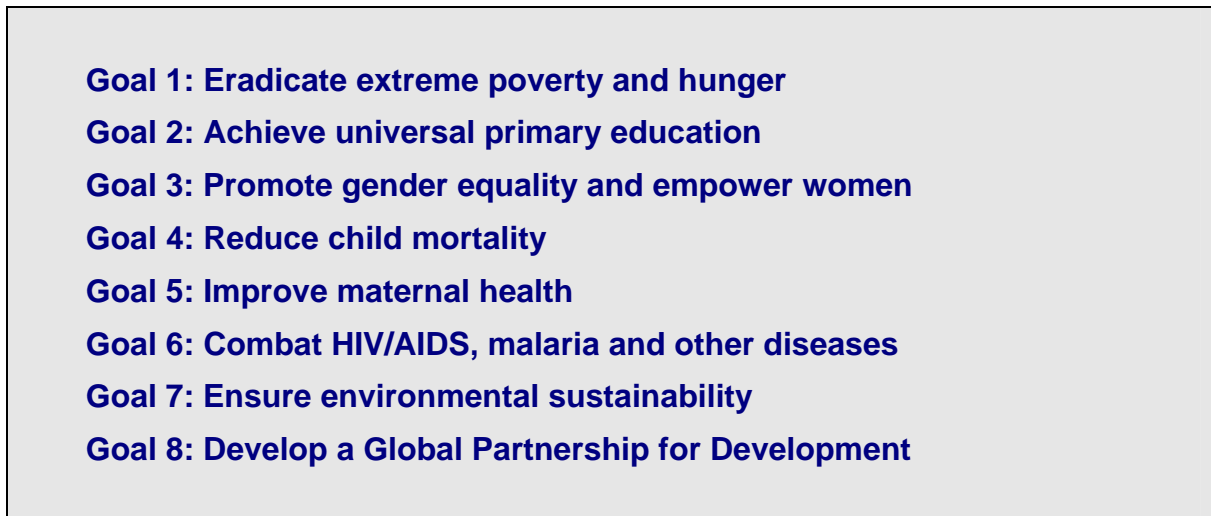 Goal 1: Eradicate extreme poverty and hunger
Goal 2: Achieve universal primary education
Goal 3: Promote gender equality and empower women
Goal 4: Reduce child mortality
Goal 5: Improve maternal health
Goal 6: Combat HIV/AIDS, malaria and other diseases
Goal 7: Ensure environmental sustainability
Goal 8: Develop a Global Partnership for Development